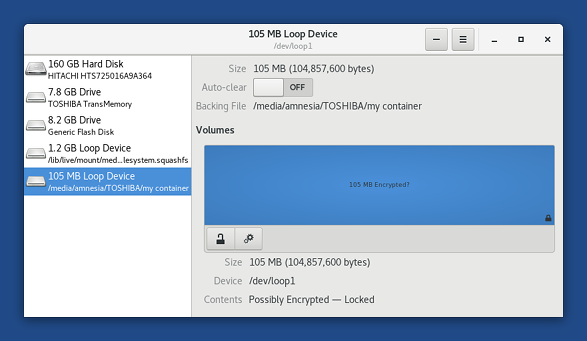 105 MB Loop Device
/dev/loop1
160 GB Hard Disk
HITACHI HTS725016A9A364
7.8 GB Drive
TOSHIBA TransMemory
8.2 GB Drive
Generic Flash Disk
1.2 GB Loop Device
/lib/live/mount/med...lesystem.squashfs
105 MB Loop Device
/media/amnesia/TOSHIBA/my container
Size 105 MB (104,857,600 bytes)
Auto-clear OFF
Backing File /media/amnesia/TOSHIBA/my container
Volumes
105 MB Encrypted?
Size 105 MB (104,857,600 bytes)
Device /dev/loop1
Contents Possibly Encrypted — Locked